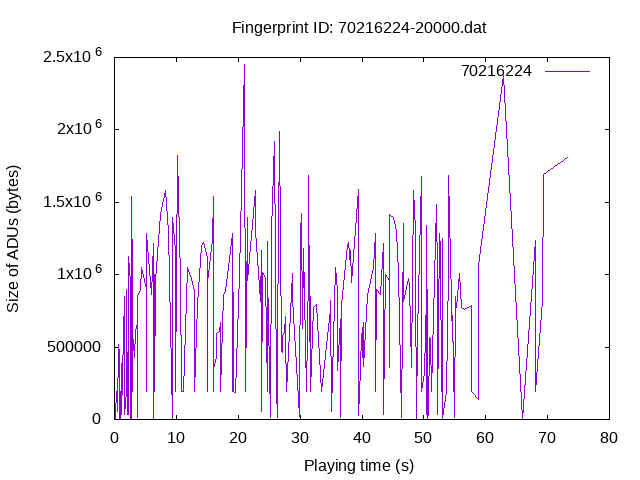 Fingerprint ID: 70216224-20000.dat
70216224
Size of ADUs (bytes)
2.5x10 6
2x10 6
1.5x10 6
1x10 6
500000
0
0 10 20 30 40 50 60 70 80
Playing time (s)